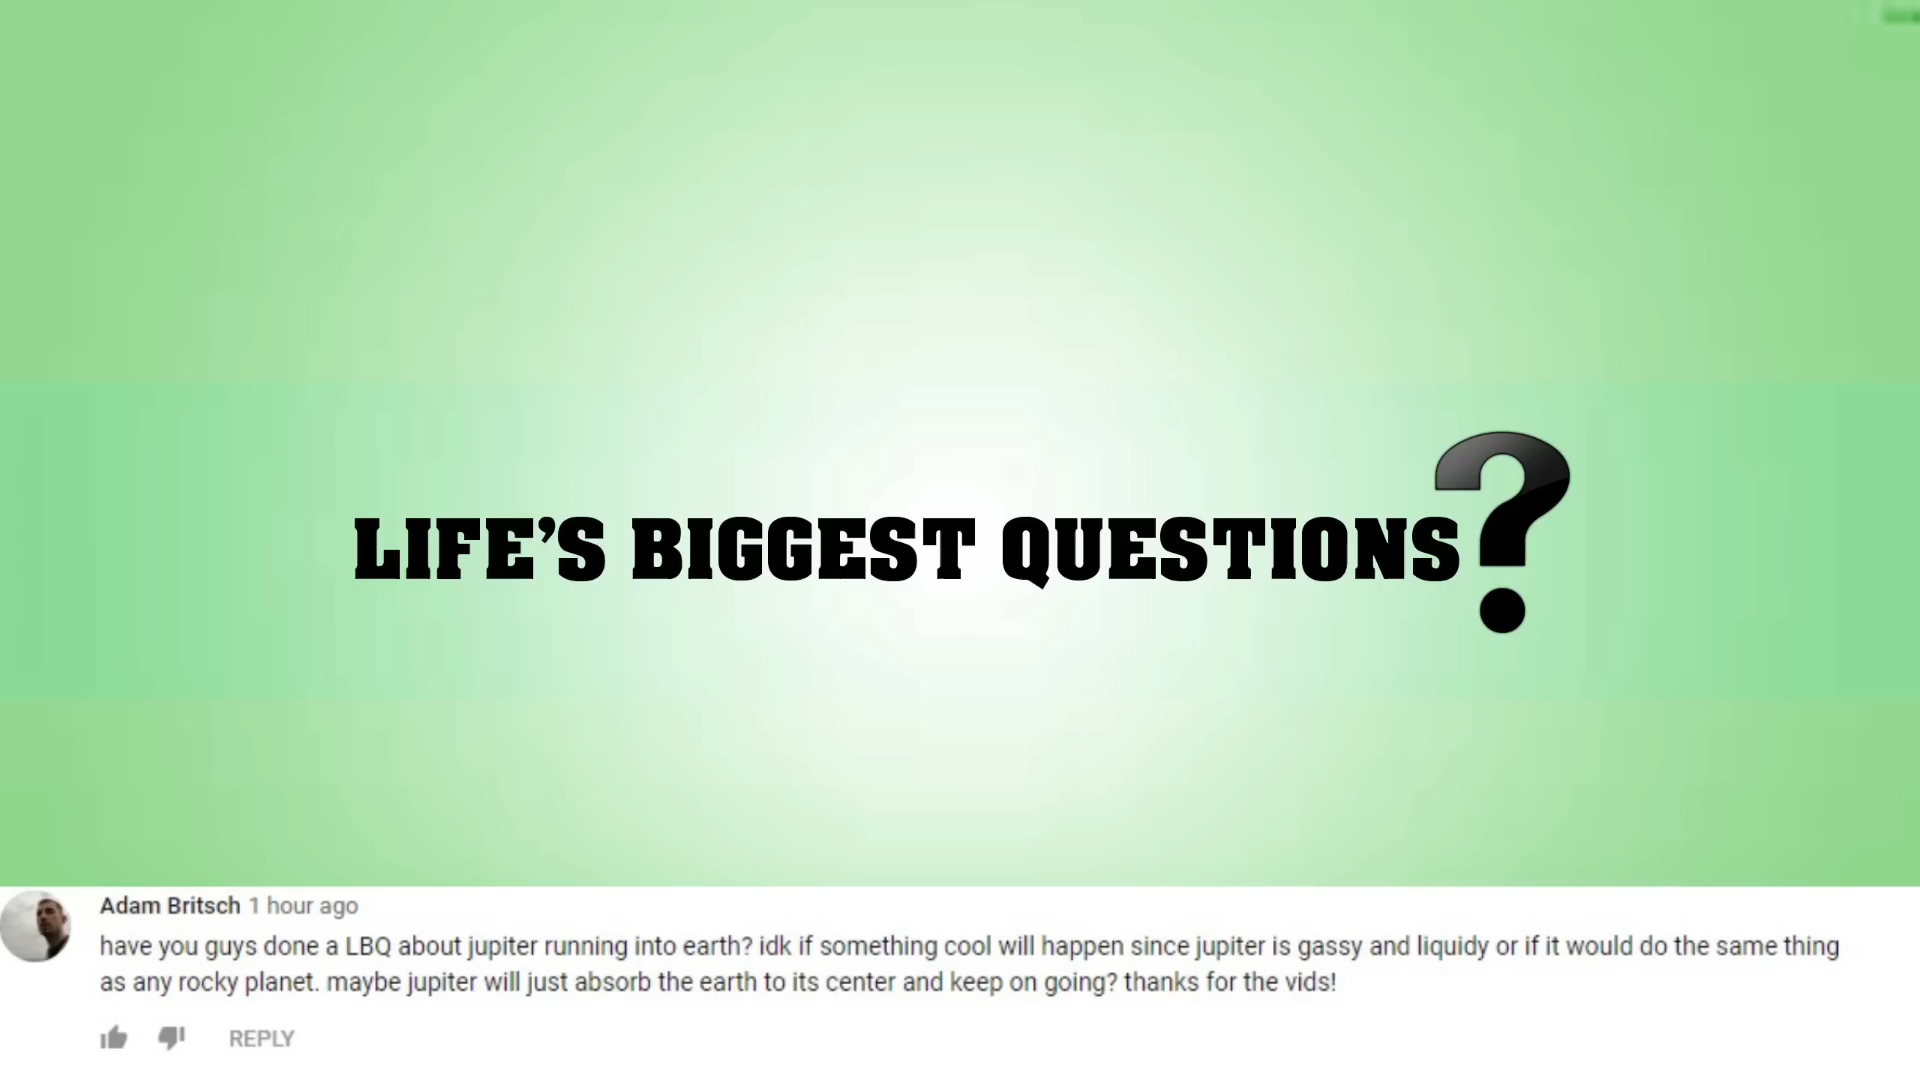 LIFE'S BIGGEST QUESTIONS?
Adam Britsch 1 hour ago
have you guys done a LBQ about jupiter running into earth? idk if something cool will happen since jupiter is gassy and liquidy or if it would do the same thing
as any rocky planet. maybe jupiter will just absorb the earth to its center and keep on going? thanks for the vids!
REPLY